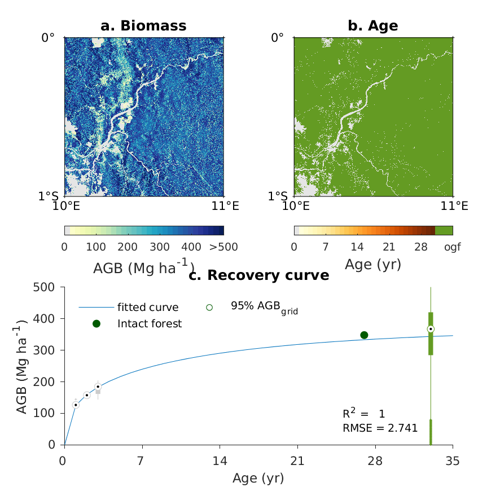 a. Biomass
b. Age
0°
0°
1°S
1°S
10°E 11°E
10°E 11°E
0 100 200 300 400 >500
0 7 14 21 28 ogf
AGB (Mg ha-1)
Age (yr)
c. Recovery curve
500
400
300
200
100
0
AGB (Mg ha-1)
fitted curve
Intact forest
95% AGBgrid
R2 = 1
RMSE = 2.741
0 7 14 21 28 35
Age (yr)